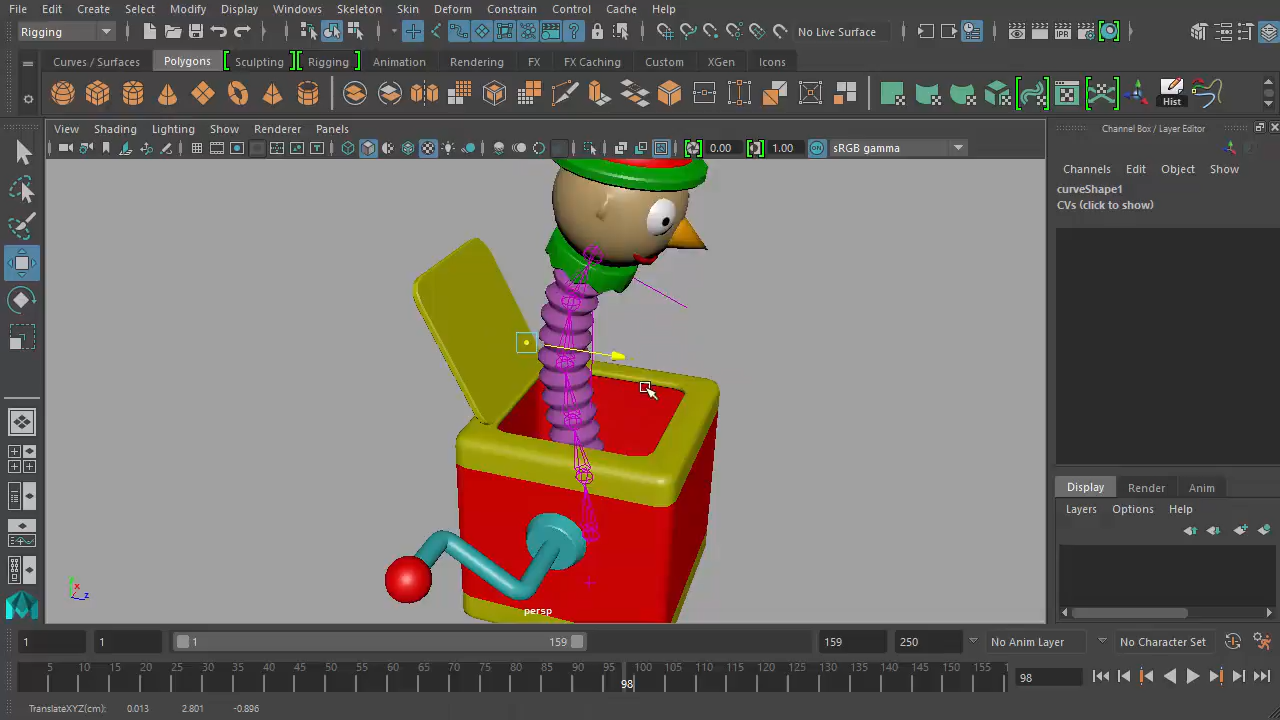 File Edit Create Select Modify Display Windows Skeleton Skin Deform Constrain Control Cache Help
Rigging No Live Surface
Curves / Surfaces Polygons Sculpting Rigging Animation Rendering FX FX Caching Custom XGen Icons
IPR Hist
View Shading Lighting Show Renderer Panels
0.00 1.00 ON sRGB gamma
Channel Box / Layer Editor
Channels Edit Object Show
curveShape1
CVs (click to show)
persp
x
z
Display Render Anim
Layers Options Help
1 1 1 159 159 250 No Anim Layer No Character Set
5 10 15 20 25 30 35 40 45 50 55 60 65 70 75 80 85 90 95 100 105 110 115 120 125 130 135 140 145 150 155 1
98 98
TranslateXYZ(cm): 0.013 2.801 -0.896